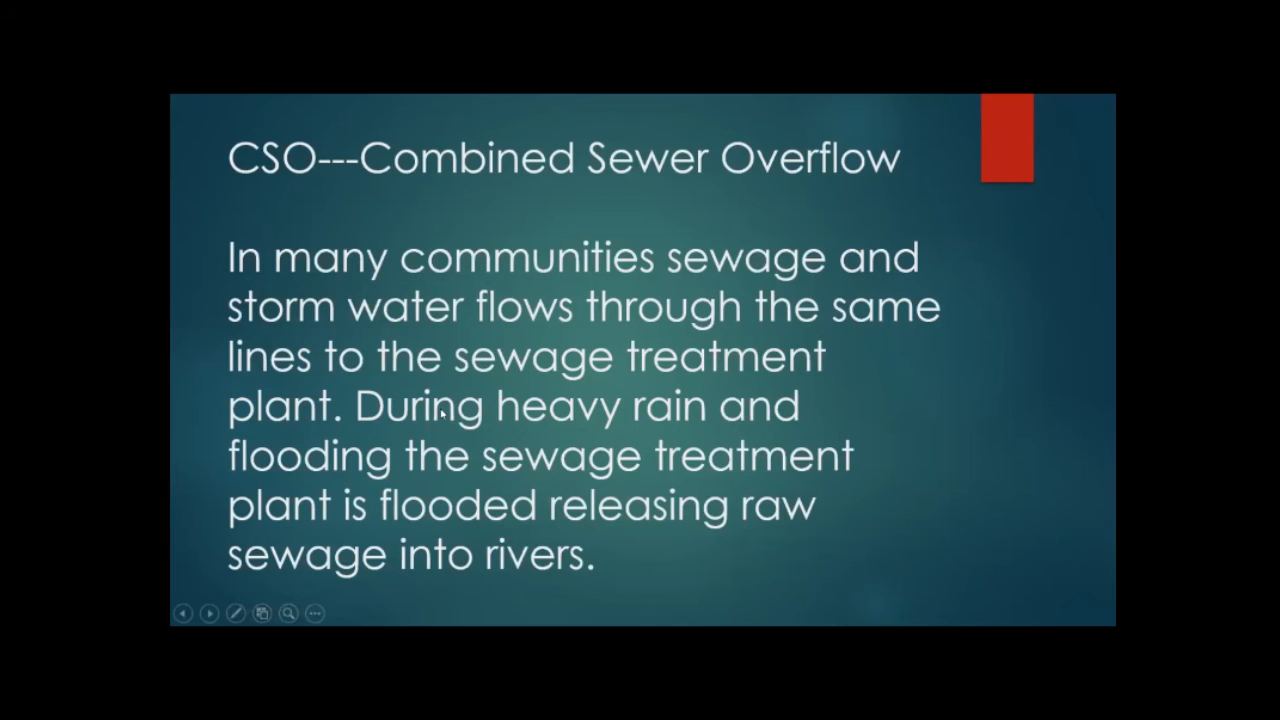 CSO---Combined Sewer Overflow
In many communities sewage and
storm water flows through the same
lines to the sewage treatment
plant. During heavy rain and
flooding the sewage treatment
plant is flooded releasing raw
sewage into rivers.